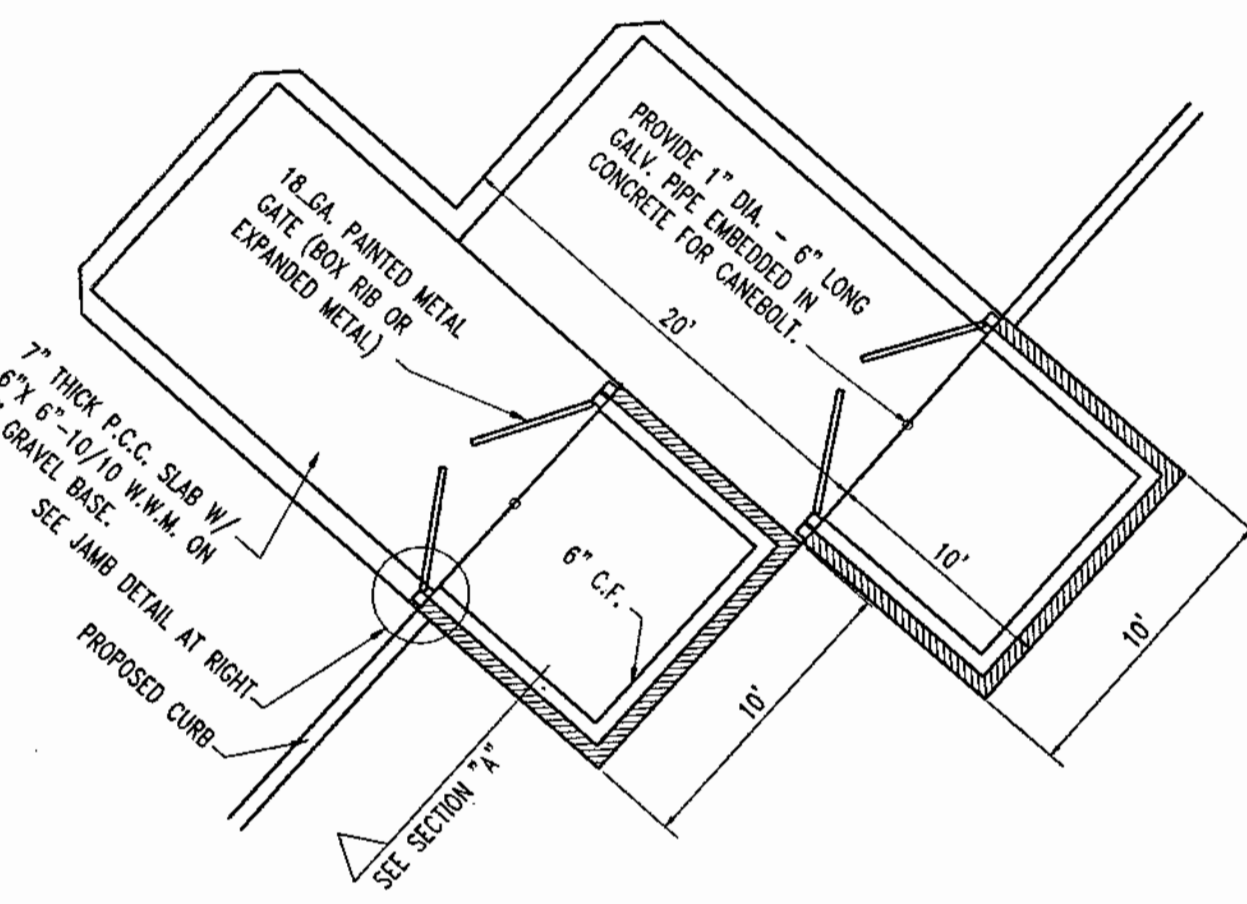 PROVIDE 1" DIA. - 6" LONG
GALV. PIPE EMBEDDED IN
CONCRETE FOR CANEBOLT.
18 GA. PAINTED METAL
GATE (BOX RIB OR
EXPANDED METAL)
20'
7" THICK P.C.C. SLAB W/
6"X 6"-10/10 W.W.M. ON
GRAVEL BASE.
SEE JAMB DETAIL AT RIGHT
PROPOSED CURB
6" C.F.
10'
10'
10'
SEE SECTION "A"